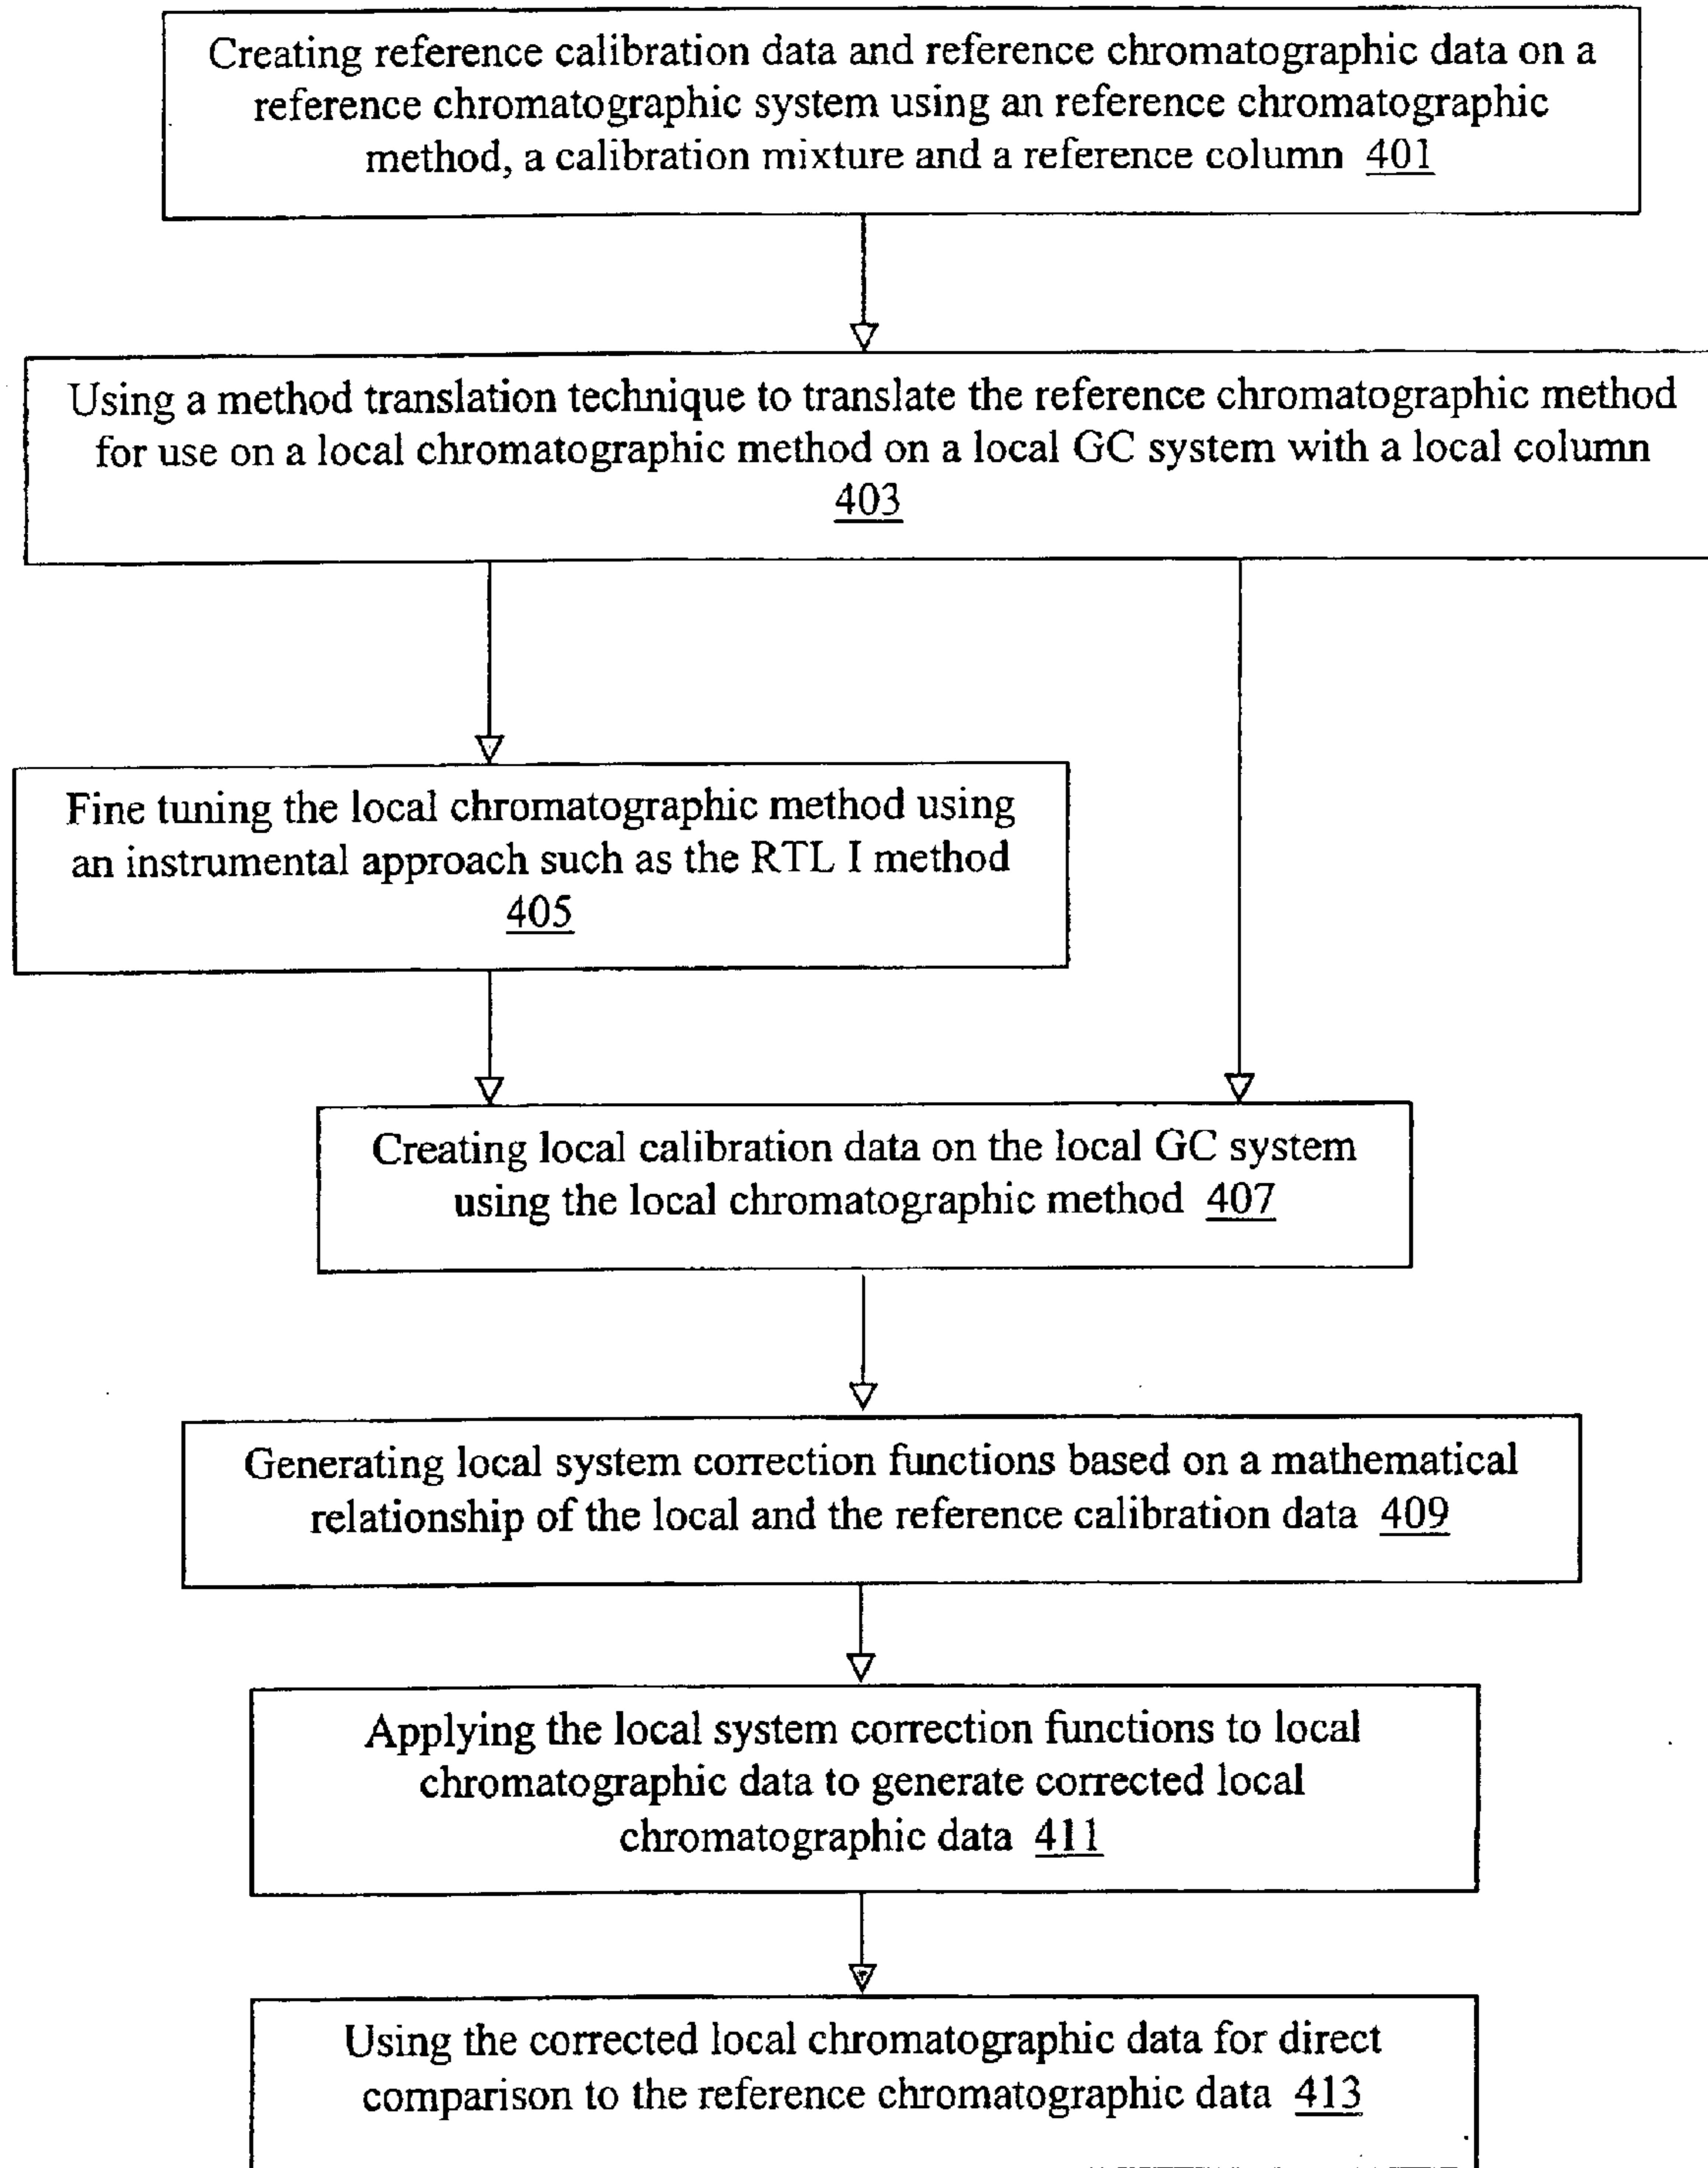 Creating reference calibration data and reference chromatographic data on a
reference chromatographic system using an reference chromatographic
method, a calibration mixture and a reference column 401
Using a method translation technique to translate the reference chromatographic method
for use on a local chromatographic method on a local GC system with a local column
403
Fine tuning the local chromatographic method using
an instrumental approach such as the RTL I method
405
Creating local calibration data on the local GC system
using the local chromatographic method 407
Generating local system correction functions based on a mathematical
relationship of the local and the reference calibration data 409
Applying the local system correction functions to local
chromatographic data to generate corrected local
chromatographic data 411
Using the corrected local chromatographic data for direct
comparison to the reference chromatographic data 413